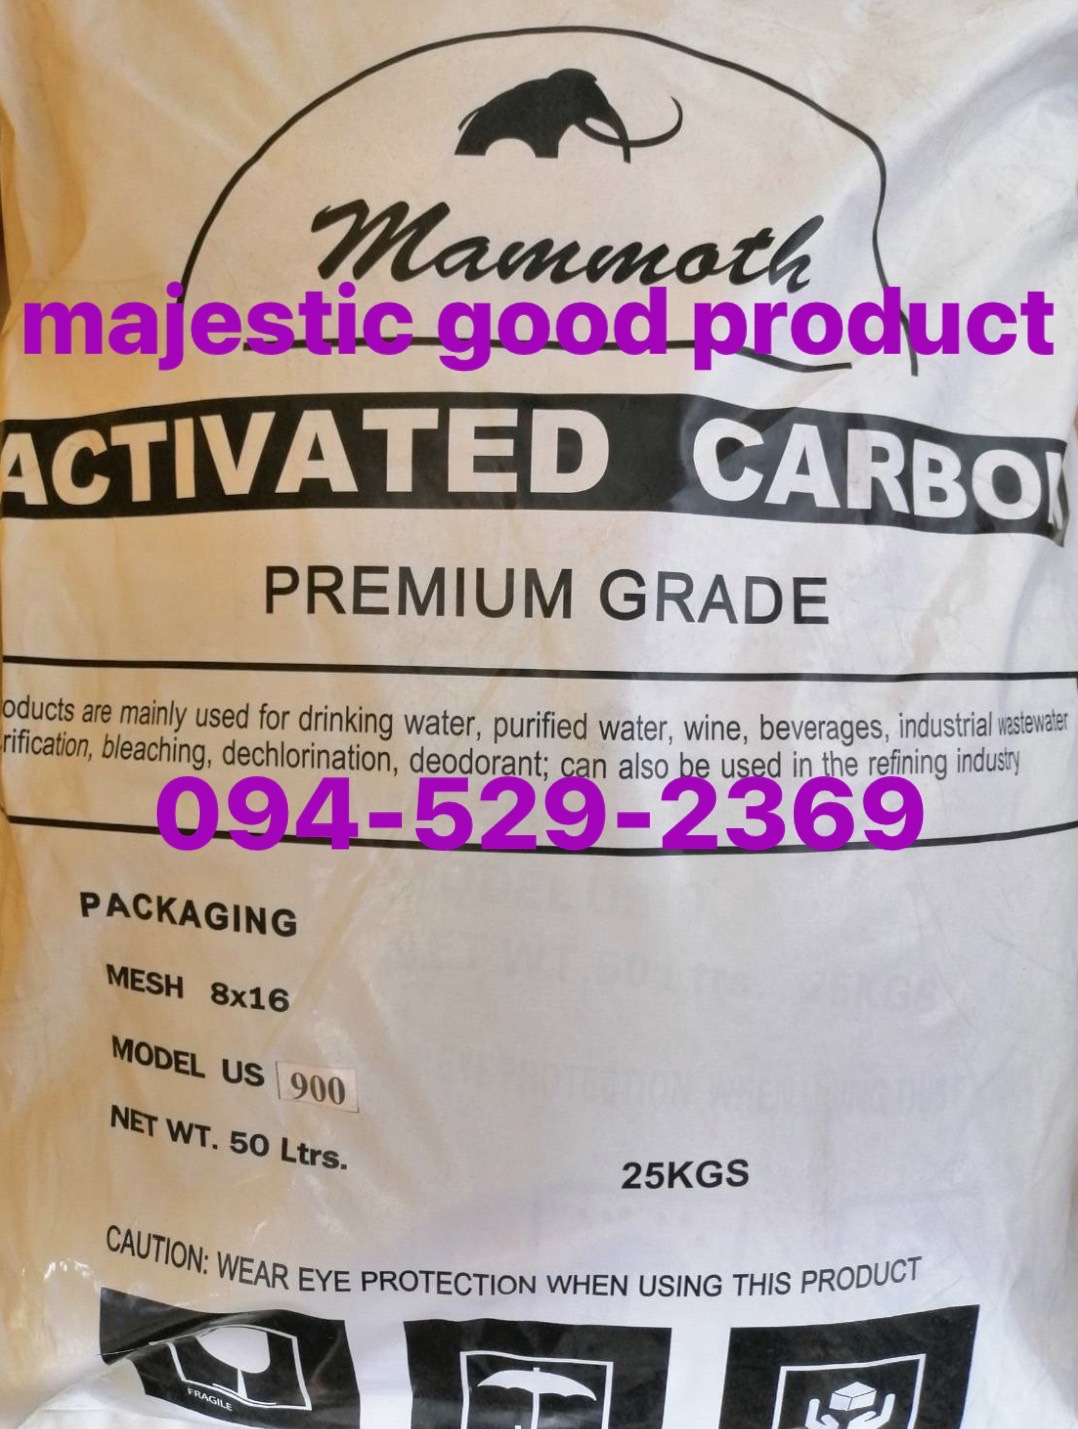 Mammoth
majestic good product
ACTIVATED CARBON
PREMIUM GRADE
oducts are mainly used for drinking water, purified water, wine, beverages, industrial wastewater
rification, bleaching, dechlorination, deodorant; can also be used in the refining industry
094-529-2369
PACKAGING
MESH 8x16
MODEL US 900
NET WT. 50 Ltrs.
25KGS
CAUTION: WEAR EYE PROTECTION WHEN USING THIS PRODUCT
FRAGILE